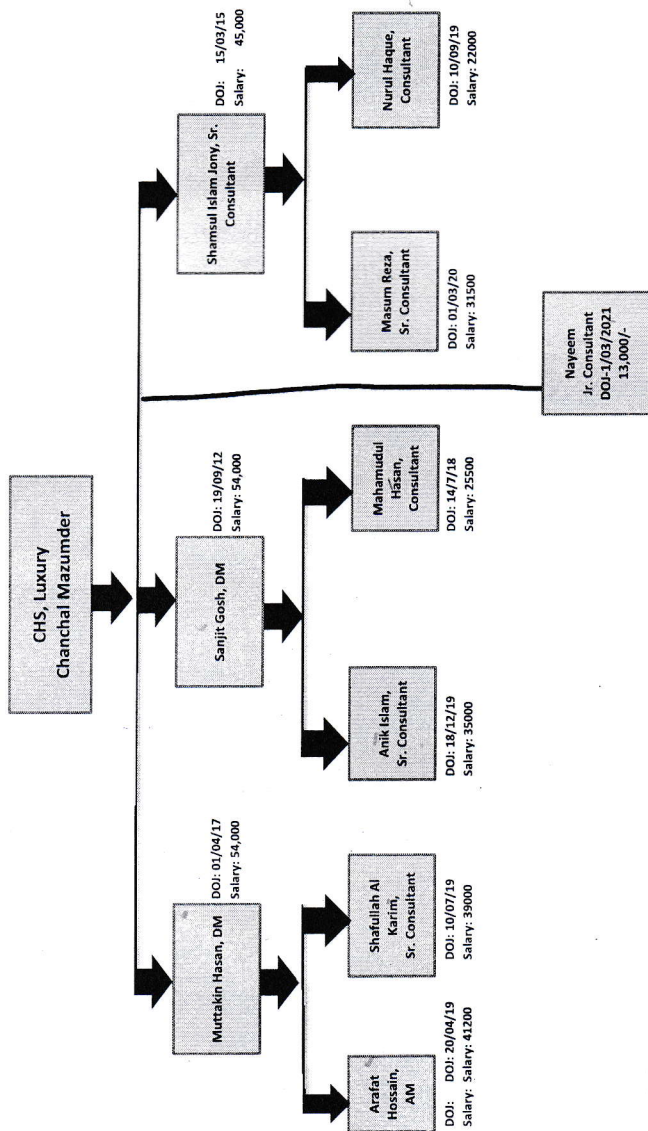 CHS, Luxury
Chanchal Mazumder
Muttakin Hasan, DM
DOJ: 01/04/17
Salary: 54,000
Sanjit Gosh, DM
DOJ: 19/09/12
Salary: 54,000
Shamsul Islam Jony, Sr.
Consultant
DOJ: 15/03/15
Salary: 45,000
Arafat
Hossain,
AM
DOJ: DOJ: 20/04/19
Salary: Salary: 41200
Shafullah Al
Karim,
Sr. Consultant
DOJ: 10/07/19
Salary: 39000
Anik Islam,
Sr. Consultant
DOJ: 18/12/19
Salary: 35000
Mahamudul
Hasan,
Consultant
DOJ: 14/7/18
Salary: 25500
Masum Reza,
Sr. Consultant
DOJ: 01/03/20
Salary: 31500
Nurul Haque,
Consultant
DOJ: 10/09/19
Salary: 22000
Nayeem
Jr. Consultant
DOJ-1/03/2021
13,000/-